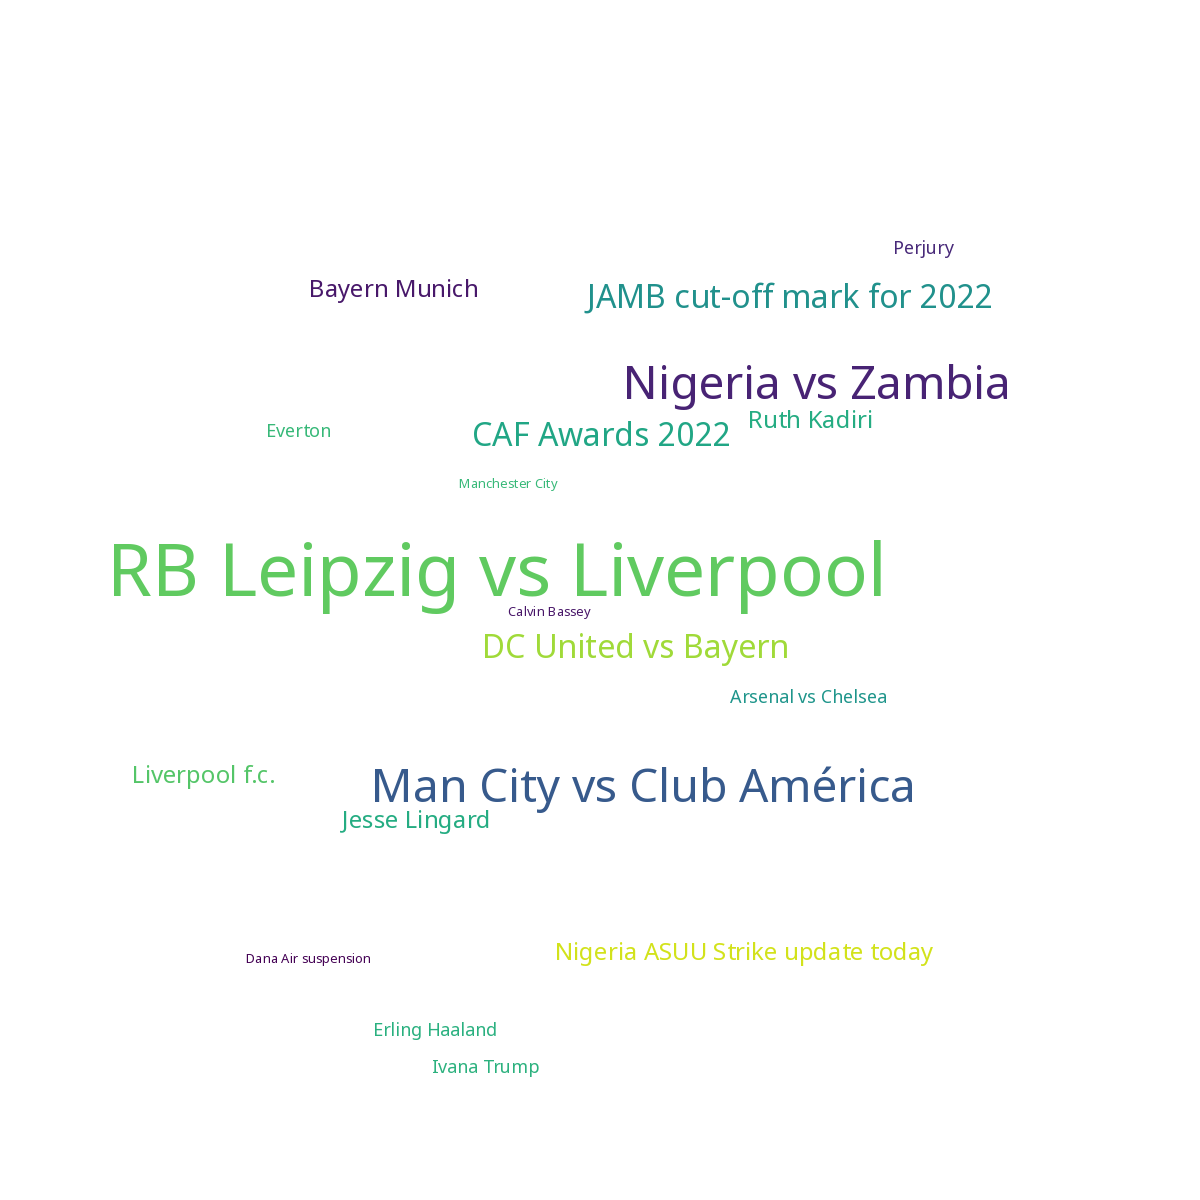 Perjury
Bayern Munich
JAMB cut-off mark for 2022
Nigeria vs Zambia
Ruth Kadiri
Everton
CAF Awards 2022
Manchester City
RB Leipzig vs Liverpool
Calvin Bassey
DC United vs Bayern
Arsenal vs Chelsea
Liverpool f.c.
Man City vs Club América
Jesse Lingard
Nigeria ASUU Strike update today
Dana Air suspension
Erling Haaland
Ivana Trump